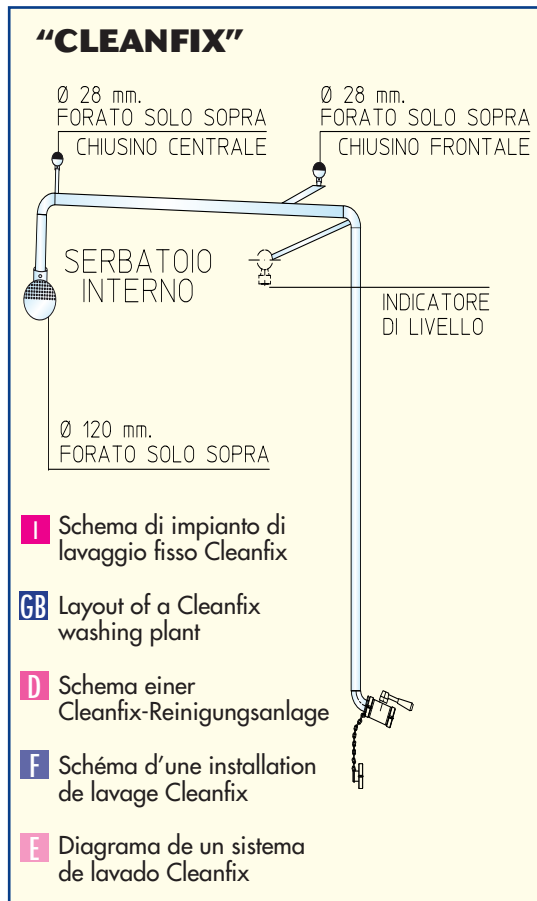 “CLEANFIX”
Ø 28 mm.
FORATO SOLO SOPRA
CHIUSINO CENTRALE
Ø 28 mm.
FORATO SOLO SOPRA
CHIUSINO FRONTALE
SERBATOIO
INTERNO
INDICATORE
DI LIVELLO
Ø 120 mm.
FORATO SOLO SOPRA
I Schema di impianto di
lavaggio fisso Cleanfix
GB Layout of a Cleanfix
washing plant
D Schema einer
Cleanfix-Reinigungsanlage
F Schéma d’une installation
de lavage Cleanfix
E Diagrama de un sistema
de lavado Cleanfix